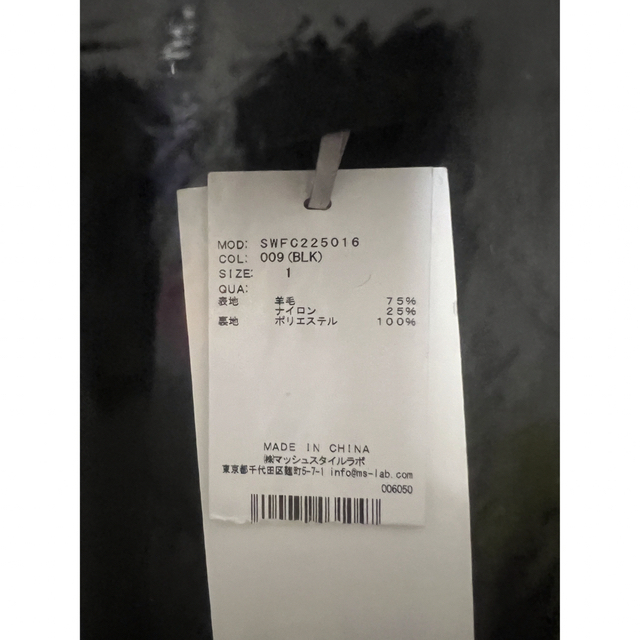 MOD: SWFC225016
COL: 009(BLK)
SIZE: 1
QUA:
表地 羊毛 75%
ナイロン 25%
裏地 ポリエステル 100%
MADE IN CHINA
㈱マッシュスタイルラボ
東京都千代田区麹町5-7-1 info@ms-lab.com
006050